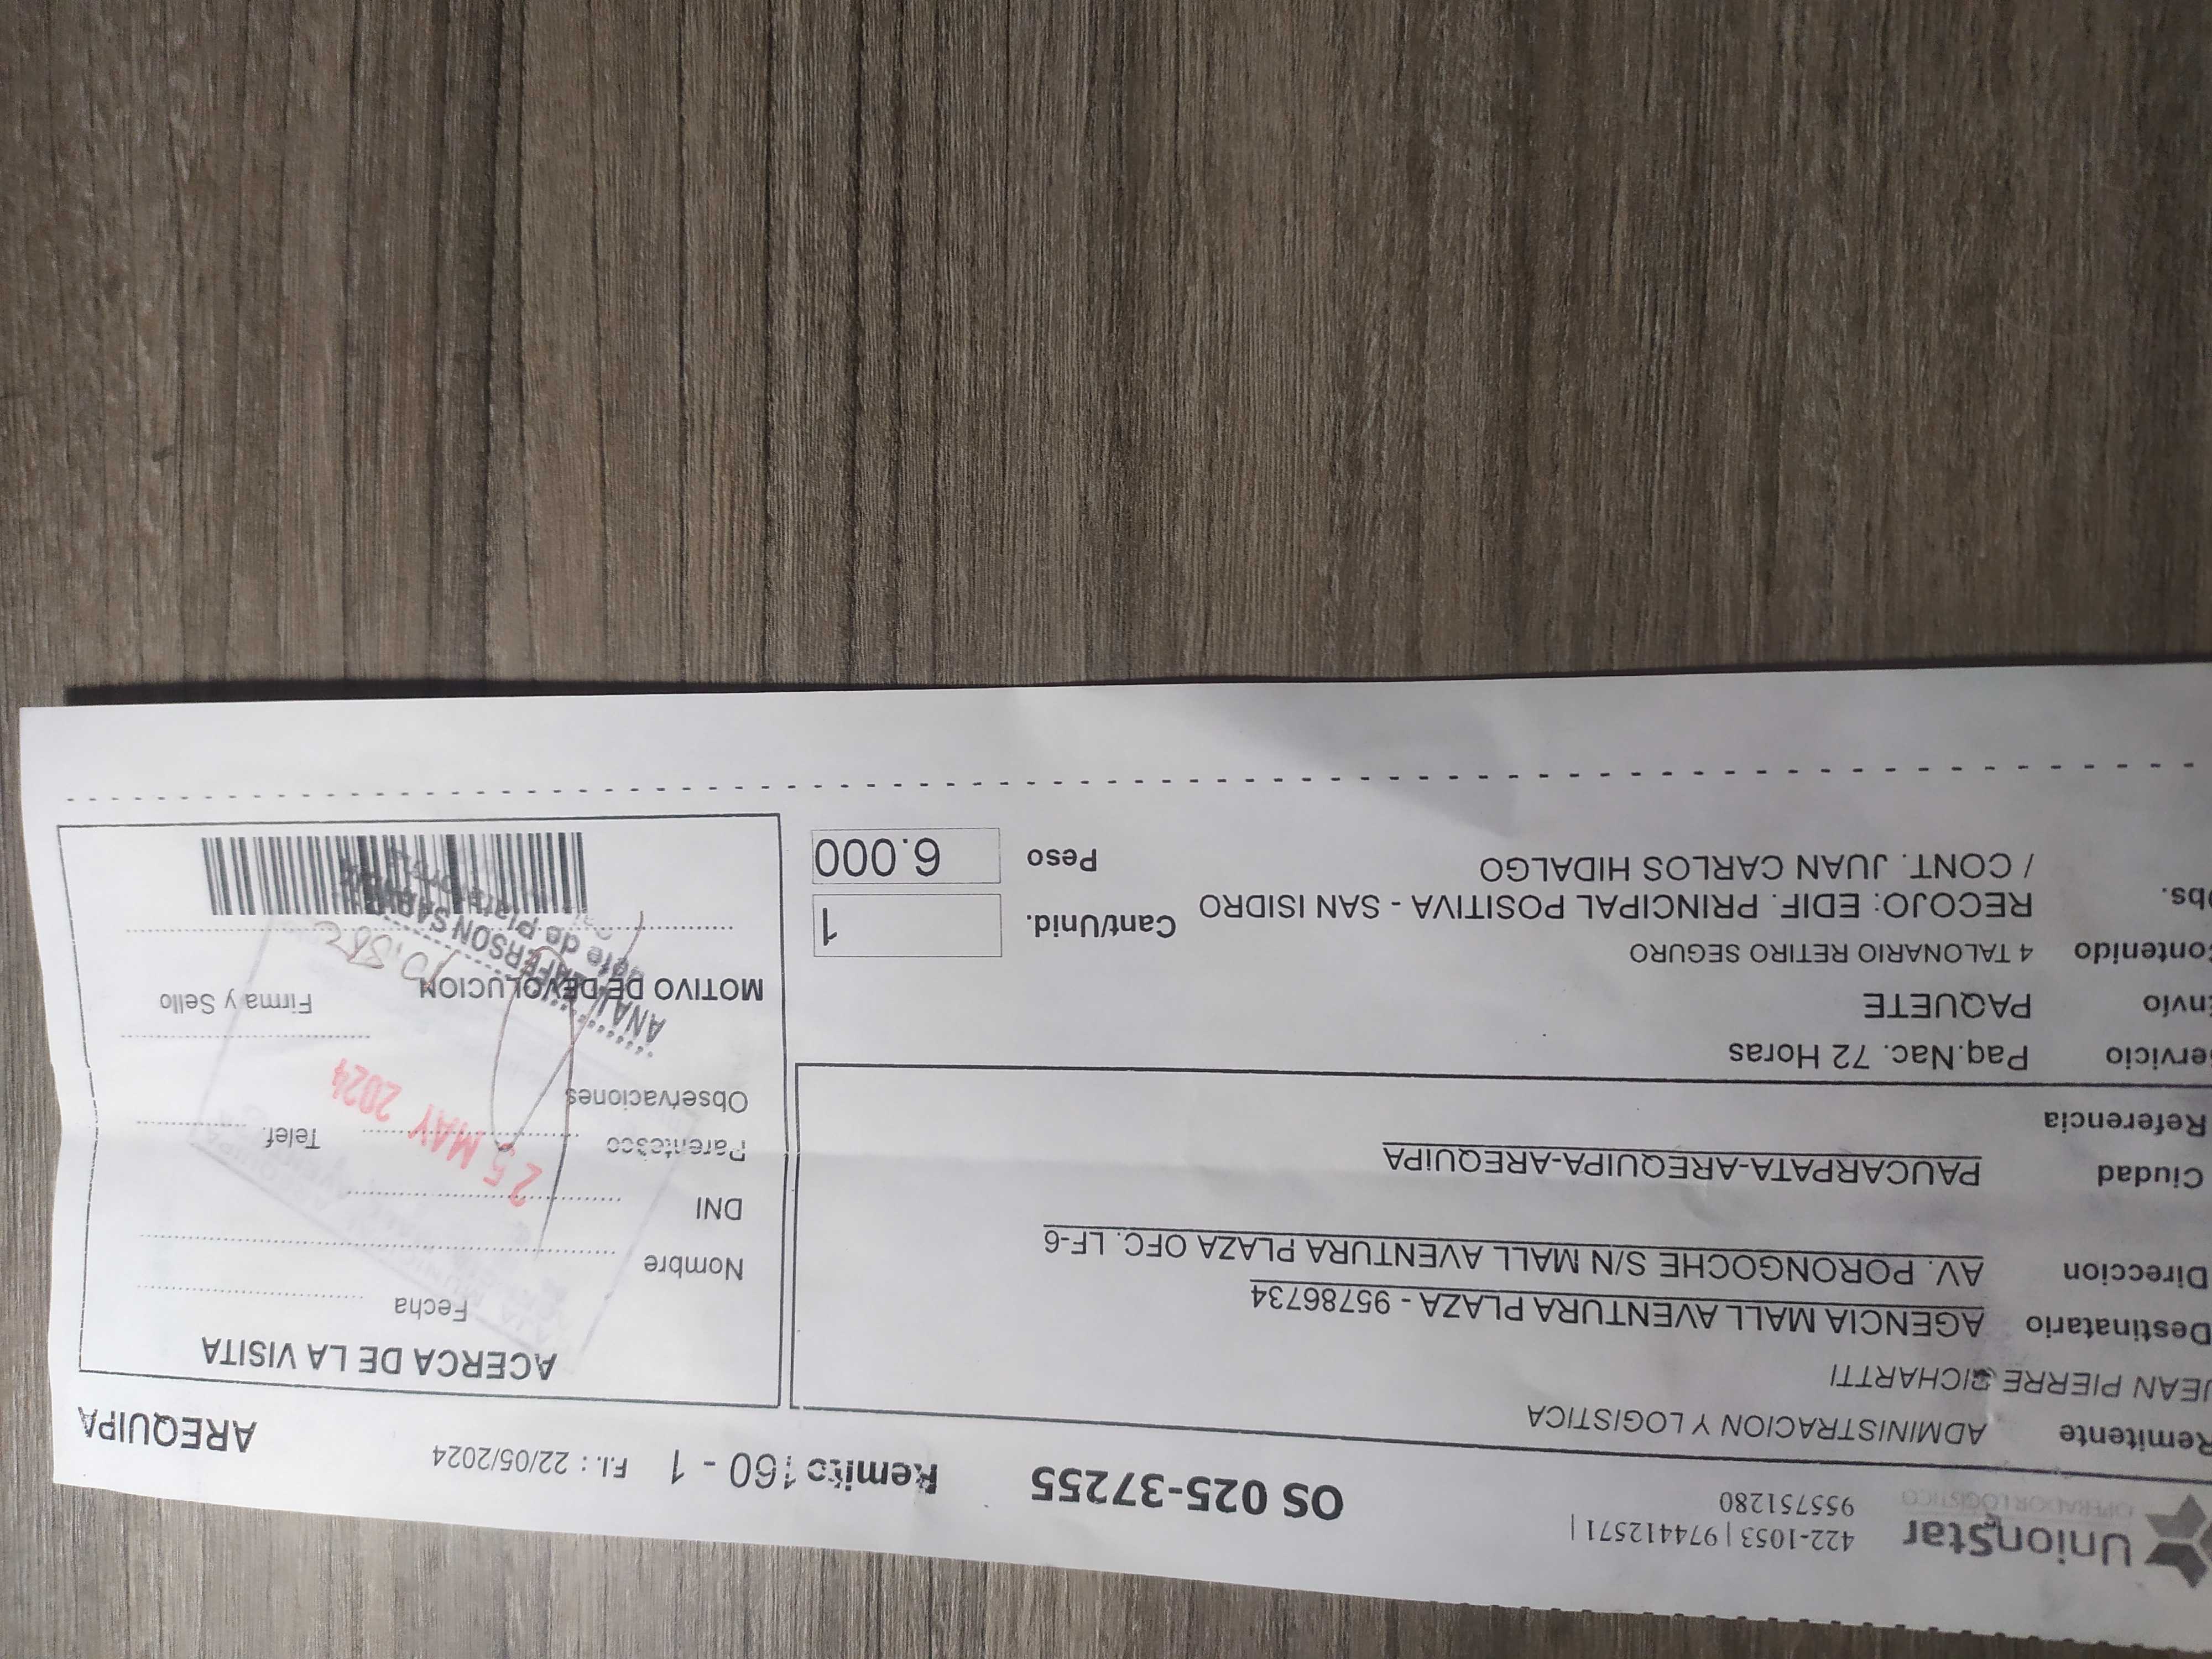 UnionStar
OPERADOR LOGISTICO
422-1053 | 974412571 |
955751280
OS 025-37255
Remito 160 - 1
F.I. : 22/05/2024
AREQUIPA
Remitente ADMINISTRACION Y LOGISTICA
JEAN PIERRE RICHARTTI
Destinatario AGENCIA MALL AVENTURA PLAZA - 95786734
Direccion AV. PORONGOCHE S/N MALL AVENTURA PLAZA OFC. LF-6
Ciudad PAUCARPATA-AREQUIPA-AREQUIPA
Referencia
Servicio Paq.Nac. 72 Horas
Envio PAQUETE
Contenido 4 TALONARIO RETIRO SEGURO
Obs. RECOJO: EDIF. PRINCIPAL POSITIVA - SAN ISIDRO
/ CONT. JUAN CARLOS HIDALGO
Cant/Unid. 1
Peso 6.000
ACERCA DE LA VISITA
Fecha
Nombre
DNI
Parentesco Telef.
Observaciones
25 MAY 2024
Firma y Sello
MOTIVO DE DEVOLUCION